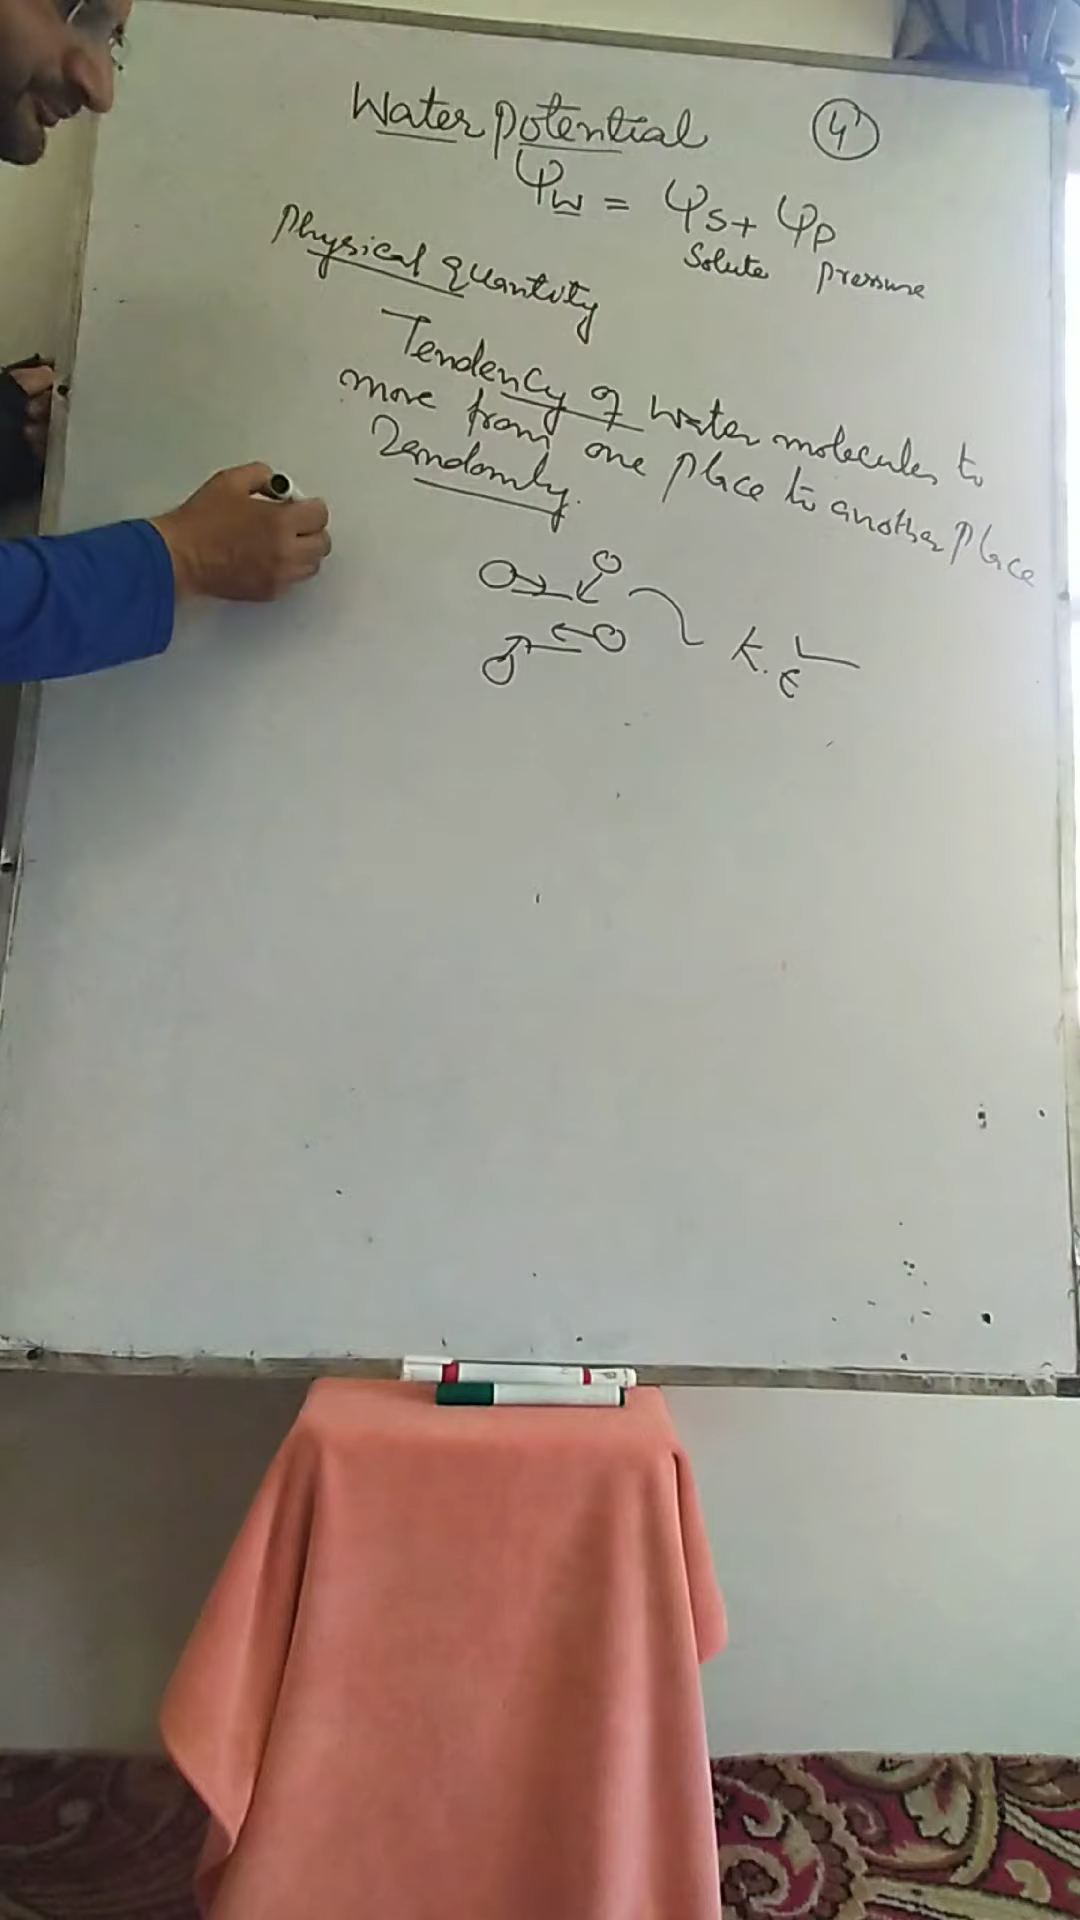 Water potential 4
Ψw = Ψs + Ψp
Solute pressure
Physical quantity
Tendency of water molecules to
move from one place to another place
Randomly.
K.E